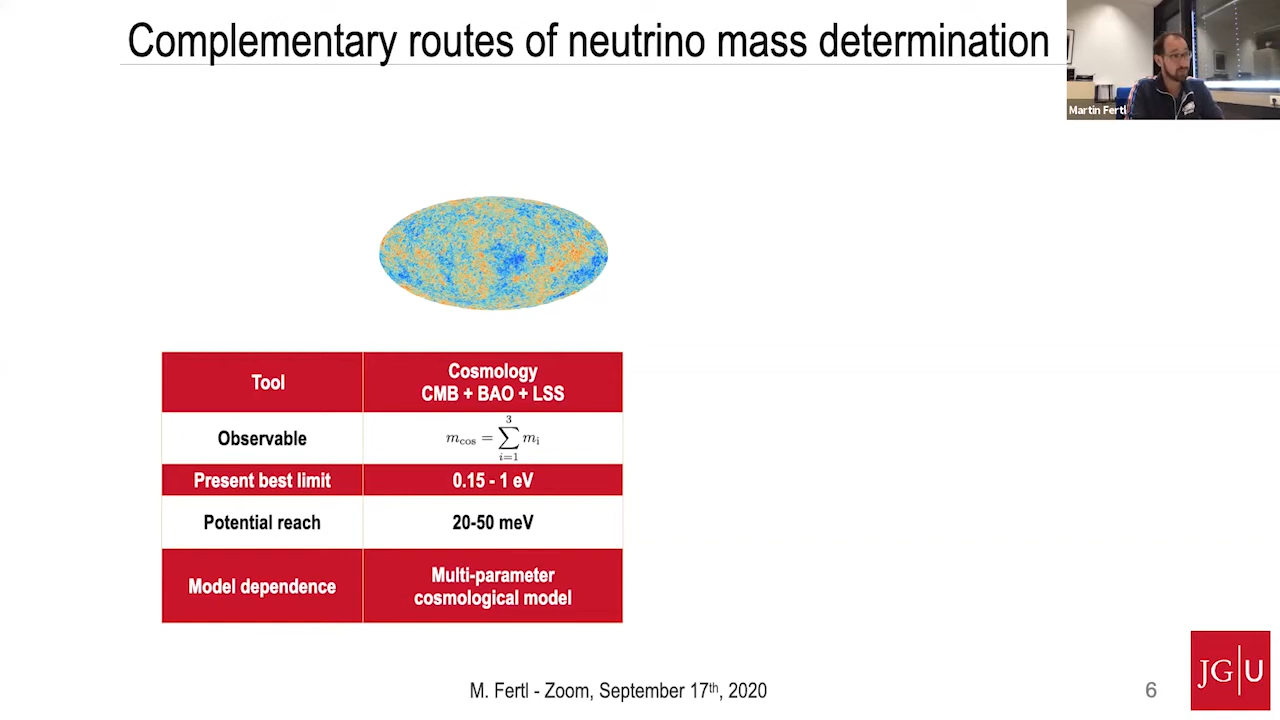 Complementary routes of neutrino mass determination
Martin Fertl
Tool
Cosmology
CMB + BAO + LSS
Observable
m_cos = \sum_{i=1}^{3} m_i
Present best limit
0.15 - 1 eV
Potential reach
20-50 meV
Model dependence
Multi-parameter
cosmological model
M. Fertl - Zoom, September 17th, 2020
6
JG|U